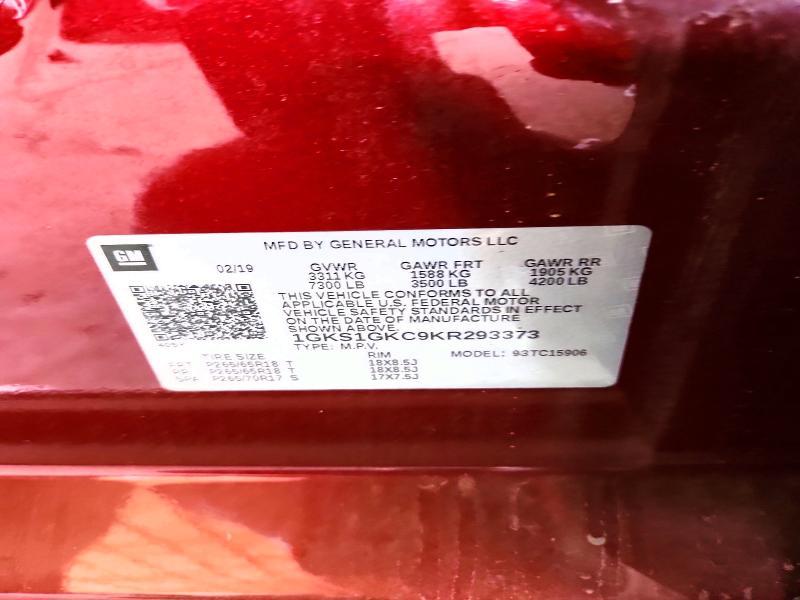 GM
MFD BY GENERAL MOTORS LLC
02/19 GVWR GAWR FRT GAWR RR
3311 KG 1588 KG 1905 KG
7300 LB 3500 LB 4200 LB
THIS VEHICLE CONFORMS TO ALL
APPLICABLE U.S. FEDERAL MOTOR
VEHICLE SAFETY STANDARDS IN EFFECT
ON THE DATE OF MANUFACTURE
SHOWN ABOVE.
1GKS1GKC9KR293373
TYPE: M.P.V. MODEL: 93TC15906
TIRE SIZE RIM
FRT P265/65R18 T 18X8.5J
RR P265/65R18 T 18X8.5J
SPA P265/70R17 S 17X7.5J